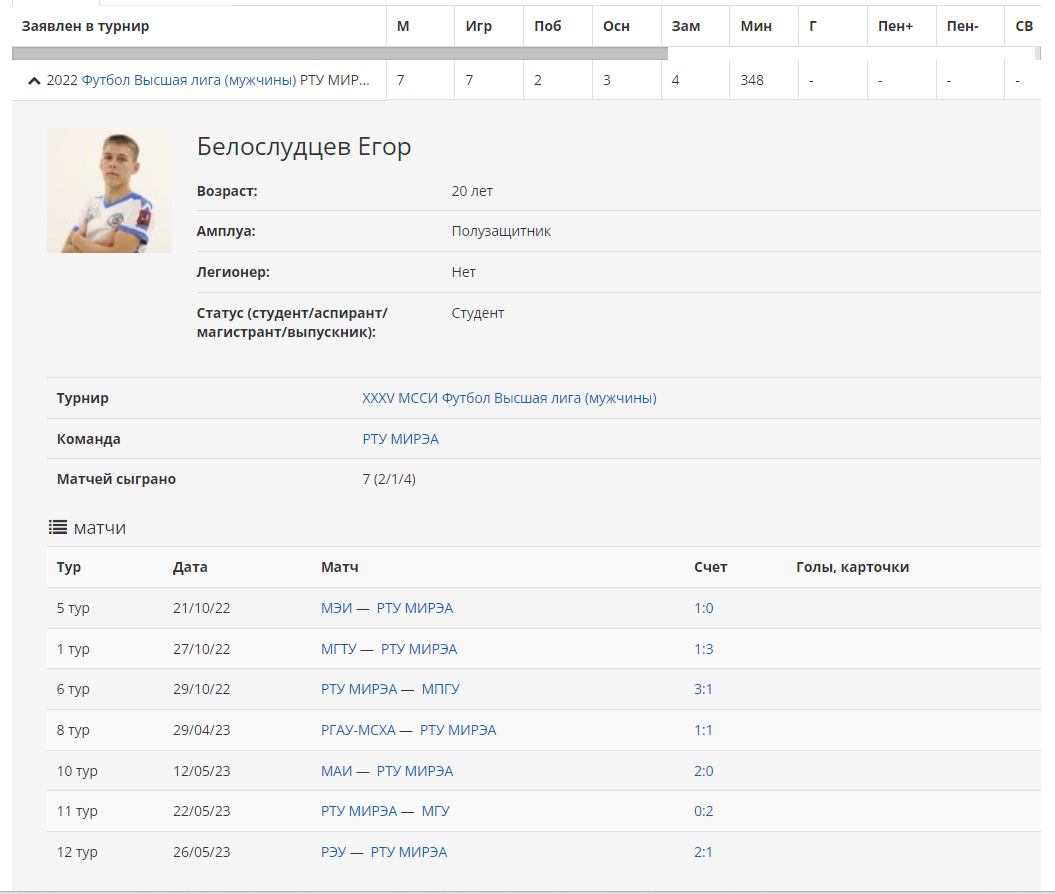 Заявлен в турнир М Игр Поб Осн Зам Мин Г Пен+ Пен- СВ
2022 Футбол Высшая лига (мужчины) РТУ МИР... 7 7 2 3 4 348 - - - -
Белослудцев Егор
Возраст: 20 лет
Амплуа: Полузащитник
Легионер: Нет
Статус (студент/аспирант/ Студент
магистрант/выпускник):
Турнир XXXV МССИ Футбол Высшая лига (мужчины)
Команда РТУ МИРЭА
Матчей сыграно 7 (2/1/4)
матчи
Тур Дата Матч Счет Голы, карточки
5 тур 21/10/22 МЭИ — РТУ МИРЭА 1:0
1 тур 27/10/22 МГТУ — РТУ МИРЭА 1:3
6 тур 29/10/22 РТУ МИРЭА — МПГУ 3:1
8 тур 29/04/23 РГАУ-МСХА — РТУ МИРЭА 1:1
10 тур 12/05/23 МАИ — РТУ МИРЭА 2:0
11 тур 22/05/23 РТУ МИРЭА — МГУ 0:2
12 тур 26/05/23 РЭУ — РТУ МИРЭА 2:1